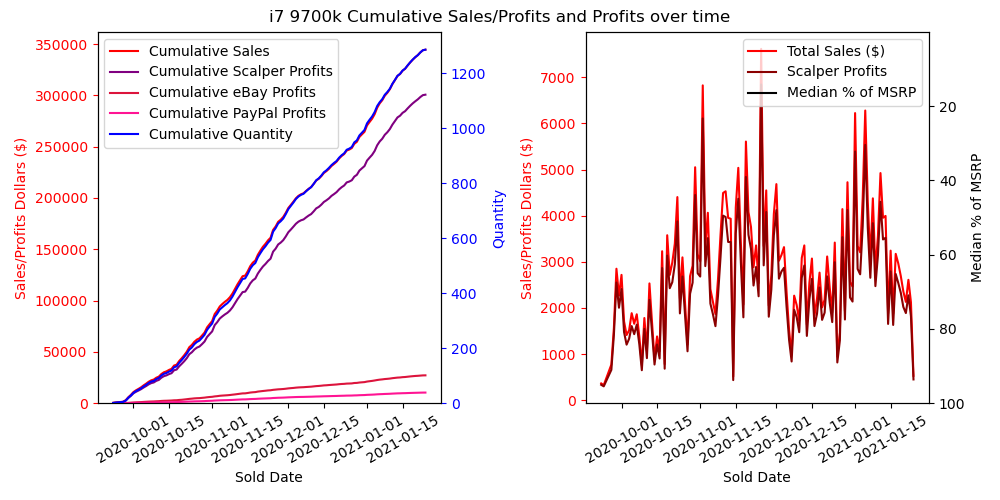 i7 9700k Cumulative Sales/Profits and Profits over time
Cumulative Sales
Cumulative Scalper Profits
Cumulative eBay Profits
Cumulative PayPal Profits
Cumulative Quantity
Sales/Profits Dollars ($)
350000
300000
250000
200000
150000
100000
50000
0
Quantity
1200
1000
800
600
400
200
0
2020-10-01
2020-10-15
2020-11-01
2020-11-15
2020-12-01
2020-12-15
2021-01-01
2021-01-15
Sold Date
Total Sales ($)
Scalper Profits
Median % of MSRP
Sales/Profits Dollars ($)
7000
6000
5000
4000
3000
2000
1000
0
Median % of MSRP
20
40
60
80
100
2020-10-01
2020-10-15
2020-11-01
2020-11-15
2020-12-01
2020-12-15
2021-01-01
2021-01-15
Sold Date